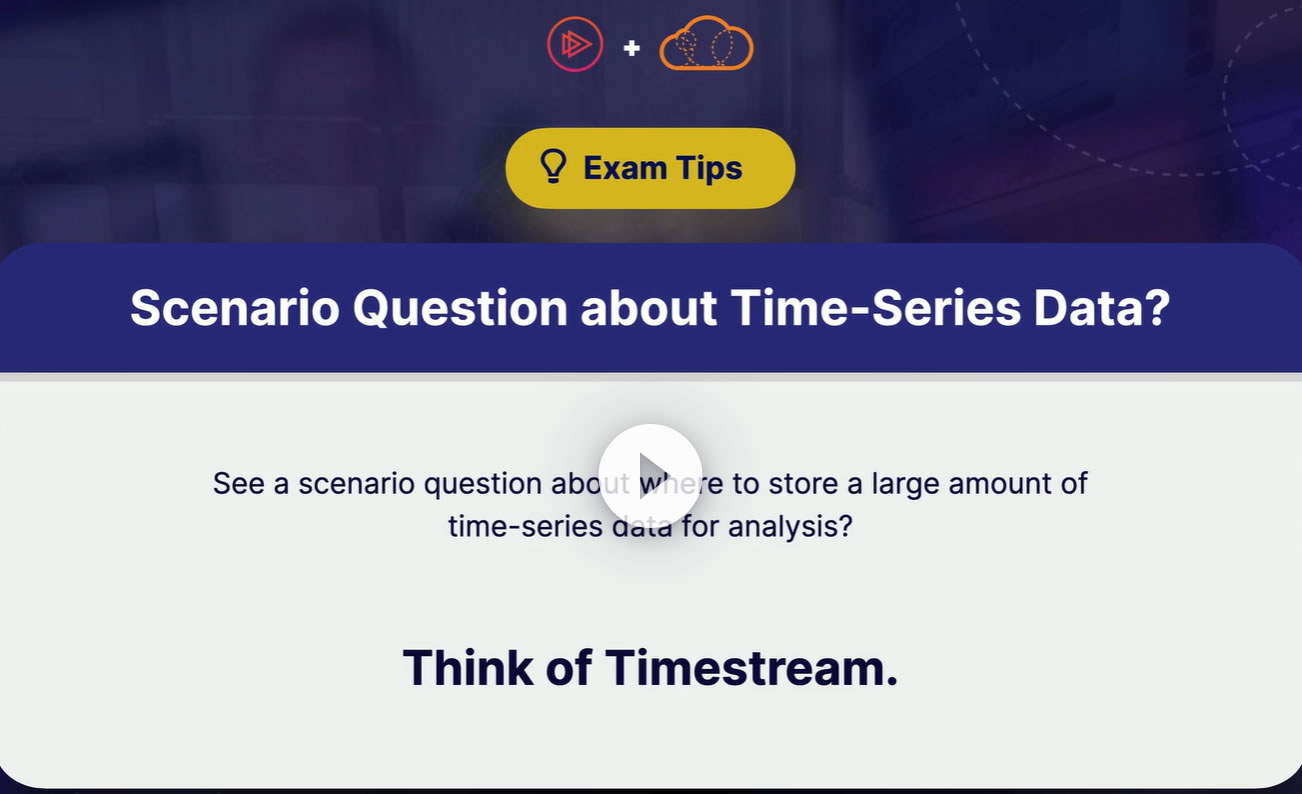 +
Exam Tips
Scenario Question about Time-Series Data?
See a scenario question about where to store a large amount of
time-series data for analysis?
Think of Timestream.